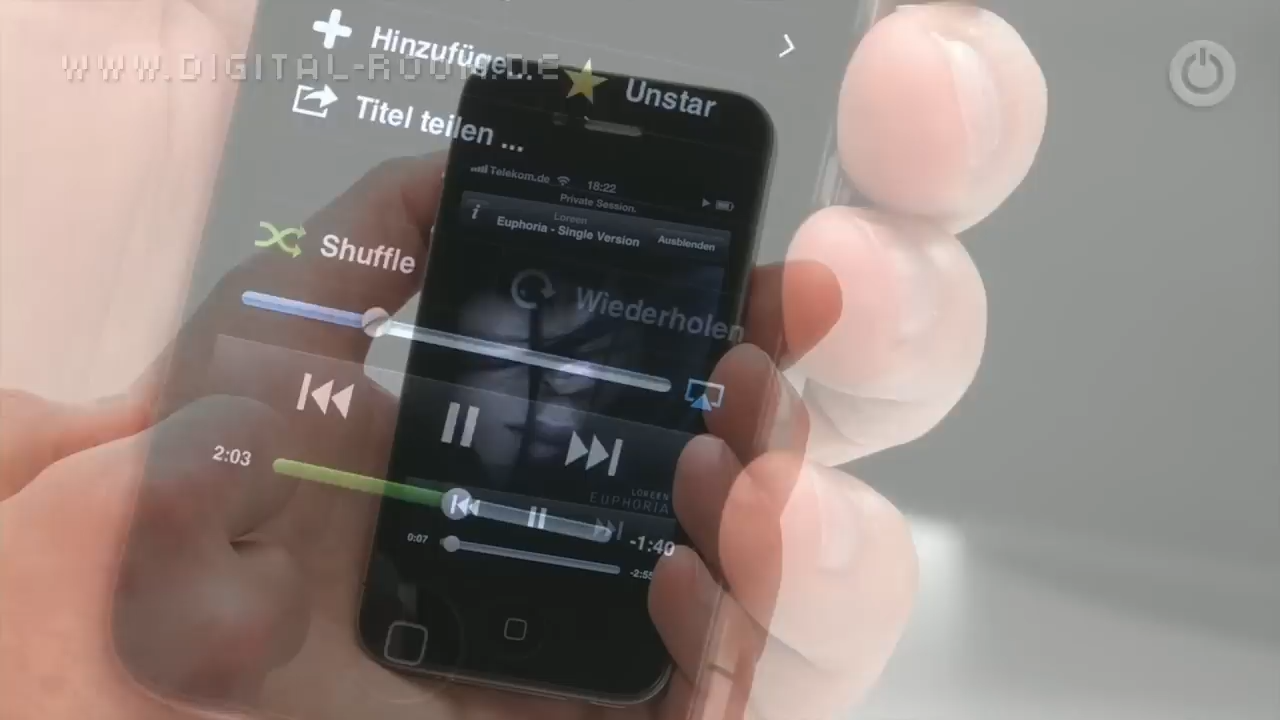 Hinzufüge...
WWW.DIGITAL-ROOM.DE
Unstar
Titel teilen ...
Telekom.de
18:22
Private Session.
i
Loreen
Euphoria - Single Version
Ausblenden
Shuffle
Wiederholen
2:03
LOREEN
EUPHORIA
-1:40
0:07
-2:55